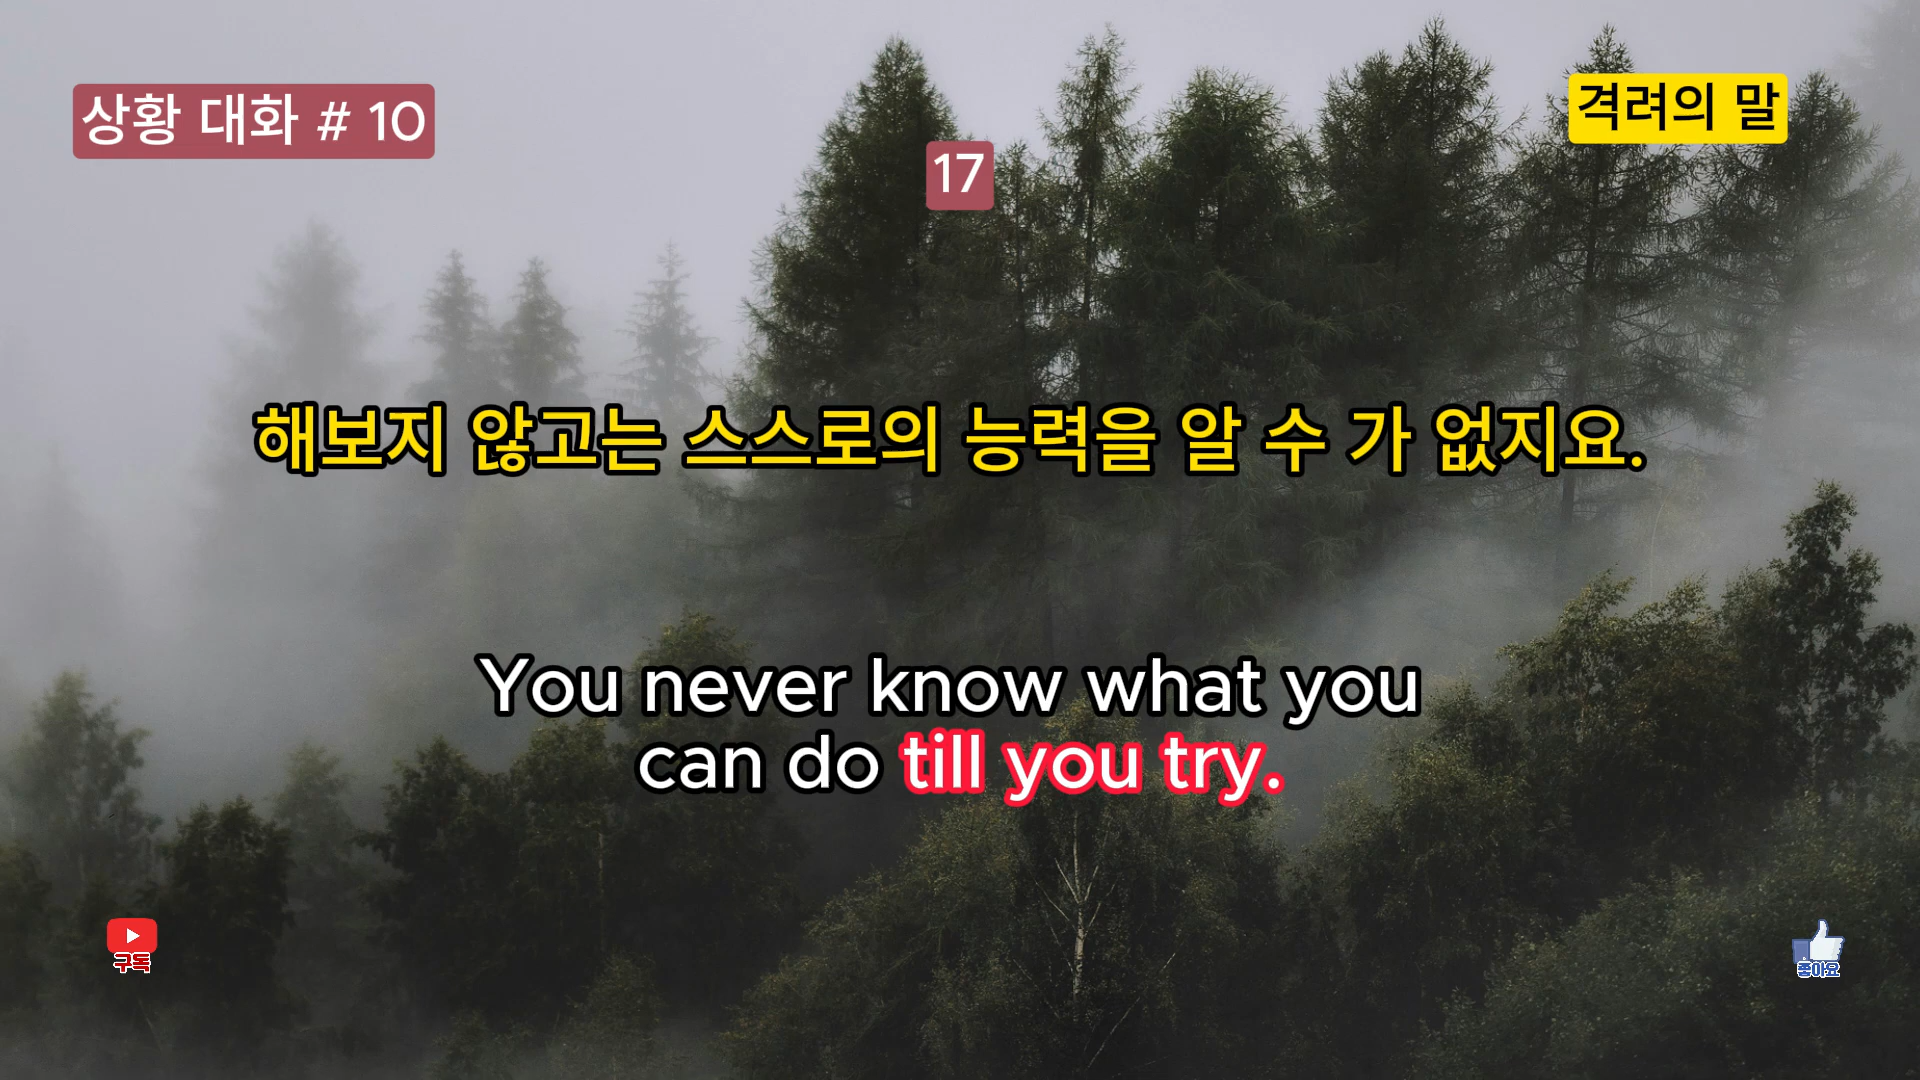 상황 대화 # 10
격려의 말
17
해보지 않고는 스스로의 능력을 알 수 가 없지요.
You never know what you
can do till you try.
구독
좋아요